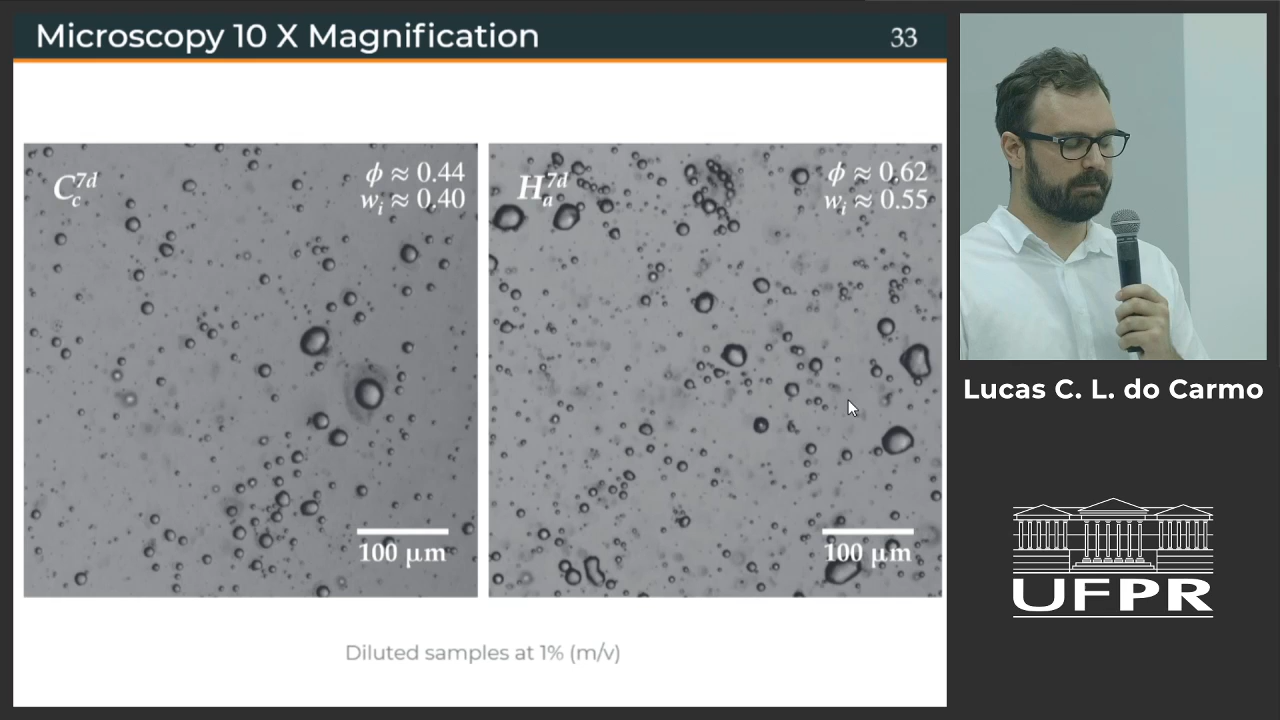 Microscopy 10 X Magnification
33
C_c^{7d}
ϕ ≈ 0.44
w_i ≈ 0.40
100 μm
H_a^{7d}
ϕ ≈ 0.62
w_i ≈ 0.55
100 μm
Diluted samples at 1% (m/v)
Lucas C. L. do Carmo
UFPR